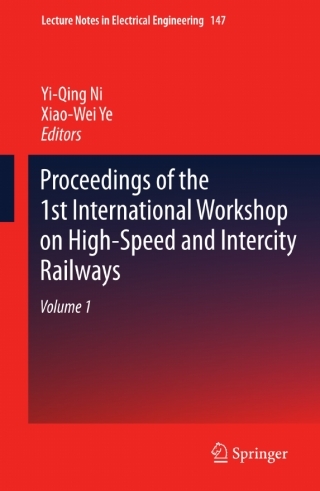 Lecture Notes in Electrical Engineering 147
Yi-Qing Ni
Xiao-Wei Ye
Editors
Proceedings of the
1st International Workshop
on High-Speed and Intercity
Railways
Volume 1
Springer